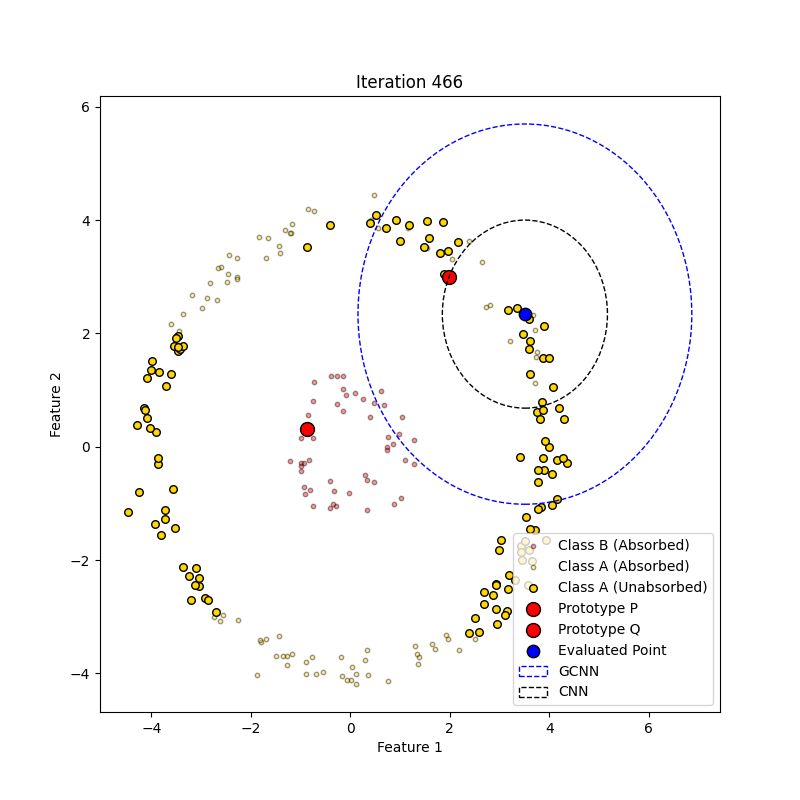 Iteration 466
Feature 2
6
4
2
0
−2
−4
Class B (Absorbed)
Class A (Absorbed)
Class A (Unabsorbed)
Prototype P
Prototype Q
Evaluated Point
GCNN
CNN
−4 −2 0 2 4 6
Feature 1